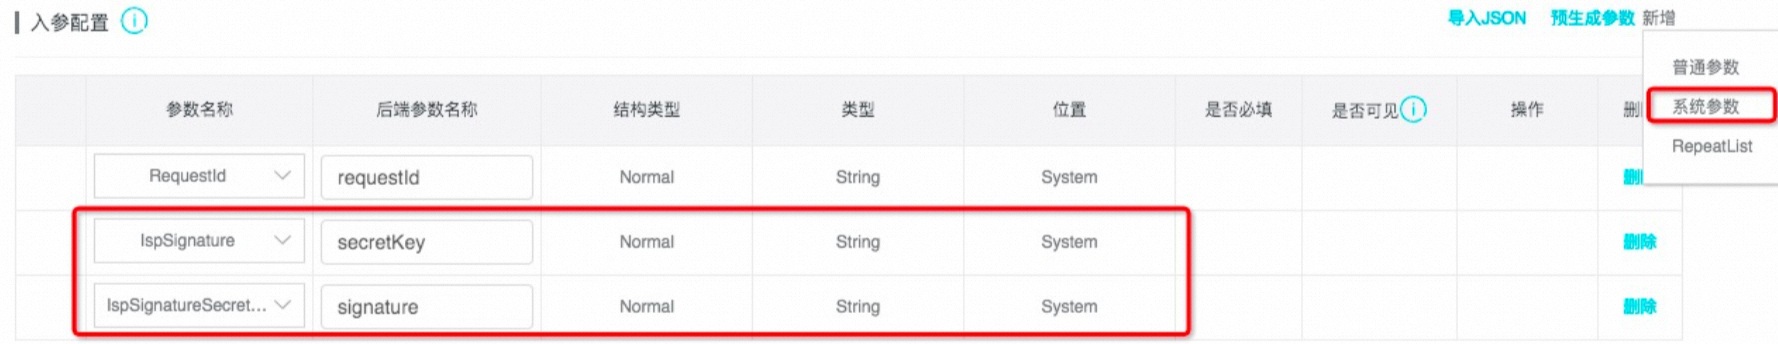 入参配置
导入JSON 预生成参数 新增
普通参数
系统参数
RepeatList
参数名称 后端参数名称 结构类型 类型 位置 是否必填 是否可见 操作
RequestId requestId Normal String System
IspSignature secretKey Normal String System 删除
IspSignatureSecret... signature Normal String System 删除